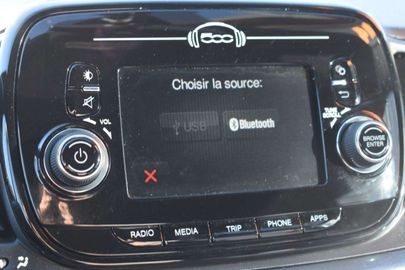 500
Choisir la source:
USB
Bluetooth
VOL
TUNE
SCROLL
BROWSE
ENTER
RADIO
MEDIA
TRIP
PHONE
APPS